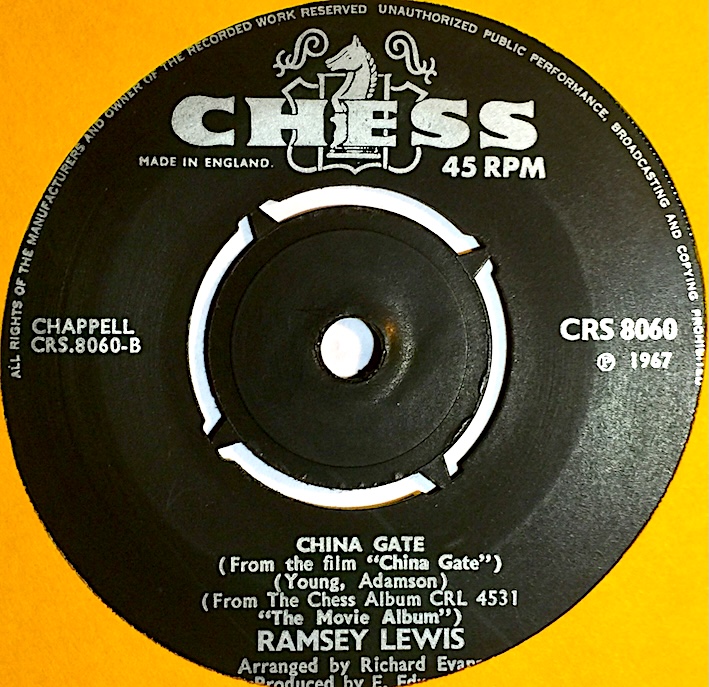 ALL RIGHTS OF THE MANUFACTURERS AND OWNER OF THE RECORDED WORK RESERVED UNAUTHORIZED PUBLIC PERFORMANCE, BROADCASTING AND COPYING PROHIBITED
CHESS
MADE IN ENGLAND.
45 RPM
CHAPPELL
CRS.8060-B
CRS 8060
℗ 1967
CHINA GATE
(From the film “China Gate”)
(Young, Adamson)
(From The Chess Album CRL 4531
“The Movie Album”)
RAMSEY LEWIS
Arranged by Richard
Produced by E.